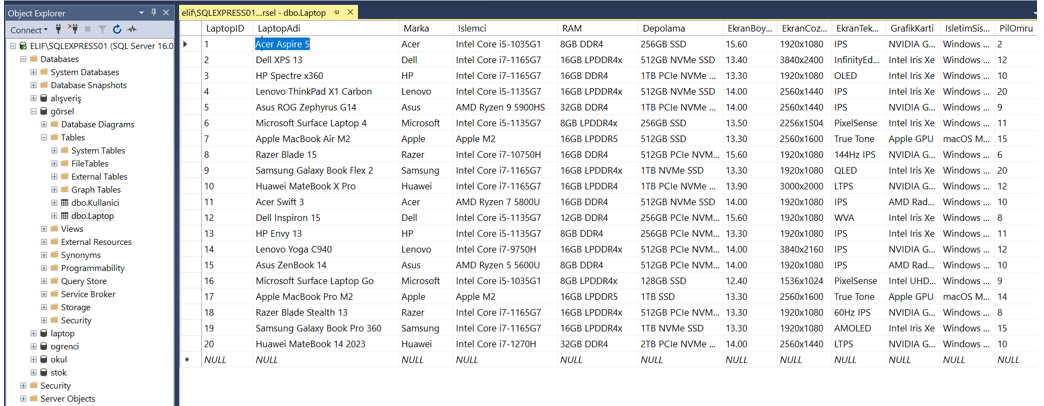 Object Explorer
Connect
ELIF\SQLEXPRESS01 (SQL Server 16.0
Databases
System Databases
Database Snapshots
alışveriş
görsel
Database Diagrams
Tables
System Tables
FileTables
External Tables
Graph Tables
dbo.Kullanici
dbo.Laptop
Views
External Resources
Synonyms
Programmability
Query Store
Service Broker
Storage
Security
laptop
ogrenci
okul
stok
Security
Server Objects
elif\SQLEXPRESS01...rsel - dbo.Laptop
LaptopID LaptopAdi Marka Islemci RAM Depolama EkranBoy... EkranCoz... EkranTek... GrafikKarti IsletimSis... PilOmru
1 Acer Aspire 5 Acer Intel Core i5-1035G1 8GB DDR4 256GB SSD 15.60 1920x1080 IPS NVIDIA G... Windows ... 2
2 Dell XPS 13 Dell Intel Core i7-1165G7 16GB LPDDR4x 512GB NVMe SSD 13.40 3840x2400 InfinityEd... Intel Iris Xe Windows ... 12
3 HP Spectre x360 HP Intel Core i7-1165G7 16GB DDR4 1TB PCIe NVMe ... 13.30 1920x1080 OLED Intel Iris Xe Windows ... 10
4 Lenovo ThinkPad X1 Carbon Lenovo Intel Core i5-1135G7 16GB LPDDR4x 512GB NVMe SSD 14.00 2560x1440 IPS Intel Iris Xe Windows ... 20
5 Asus ROG Zephyrus G14 Asus AMD Ryzen 9 5900HS 32GB DDR4 1TB PCIe NVMe ... 14.00 2560x1440 IPS NVIDIA G... Windows ... 9
6 Microsoft Surface Laptop 4 Microsoft Intel Core i5-1135G7 8GB LPDDR4x 256GB SSD 13.50 2256x1504 PixelSense Intel Iris Xe Windows ... 11
7 Apple MacBook Air M2 Apple Apple M2 16GB LPDDR5 512GB SSD 13.30 2560x1600 True Tone Apple GPU macOS M... 15
8 Razer Blade 15 Razer Intel Core i7-10750H 16GB DDR4 512GB PCIe NVM... 15.60 1920x1080 144Hz IPS NVIDIA G... Windows ... 6
9 Samsung Galaxy Book Flex 2 Samsung Intel Core i7-1165G7 16GB LPDDR4x 1TB NVMe SSD 13.30 1920x1080 QLED Intel Iris Xe Windows ... 20
10 Huawei MateBook X Pro Huawei Intel Core i7-1165G7 16GB LPDDR4x 1TB PCIe NVMe ... 13.90 3000x2000 LTPS NVIDIA G... Windows ... 12
11 Acer Swift 3 Acer AMD Ryzen 7 5800U 16GB LPDDR4x 512GB NVMe SSD 14.00 1920x1080 IPS AMD Rad... Windows ... 10
12 Dell Inspiron 15 Dell Intel Core i5-1135G7 12GB DDR4 256GB PCIe NVM... 15.60 1920x1080 WVA Intel Iris Xe Windows ... 8
13 HP Envy 13 HP Intel Core i5-1135G7 8GB DDR4 256GB PCIe NVM... 13.30 1920x1080 IPS Intel Iris Xe Windows ... 11
14 Lenovo Yoga C940 Lenovo Intel Core i7-9750H 16GB LPDDR4x 512GB PCIe NVM... 14.00 3840x2160 IPS NVIDIA G... Windows ... 12
15 Asus ZenBook 14 Asus AMD Ryzen 5 5600U 8GB DDR4 512GB PCIe NVM... 14.00 1920x1080 IPS AMD Rad... Windows ... 10
16 Microsoft Surface Laptop Go Microsoft Intel Core i5-1035G1 8GB LPDDR4x 128GB SSD 12.40 1536x1024 PixelSense Intel UHD... Windows ... 9
17 Apple MacBook Pro M2 Apple Apple M2 16GB LPDDR5 1TB SSD 13.30 2560x1600 True Tone Apple GPU macOS M... 14
18 Razer Blade Stealth 13 Razer Intel Core i7-1165G7 16GB LPDDR4x 512GB PCIe NVM... 13.30 1920x1080 60Hz IPS NVIDIA G... Windows ... 8
19 Samsung Galaxy Book Pro 360 Samsung Intel Core i7-1165G7 16GB LPDDR4x 1TB NVMe SSD 13.30 1920x1080 AMOLED Intel Iris Xe Windows ... 15
20 Huawei MateBook 14 2023 Huawei Intel Core i7-1270H 32GB DDR4 2TB PCIe NVMe ... 14.00 2560x1440 LTPS NVIDIA G... Windows ... 10
NULL NULL NULL NULL NULL NULL NULL NULL NULL NULL NULL NULL